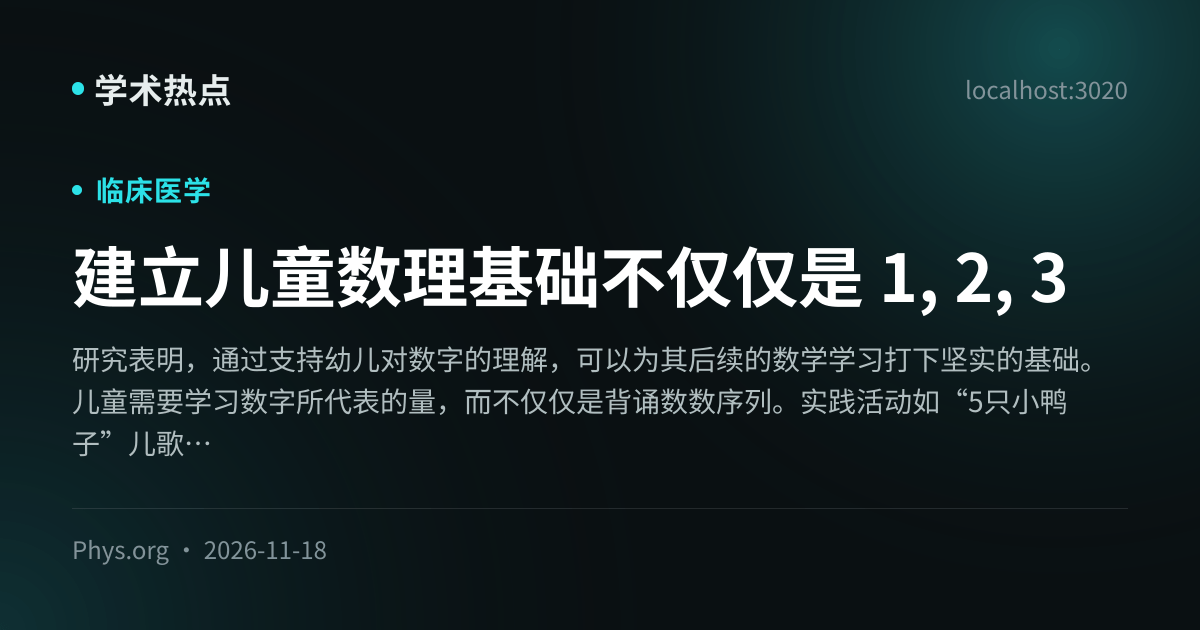 学术热点
localhost:3020
临床医学
建立儿童数理基础不仅仅是 1, 2, 3
研究表明，通过支持幼儿对数字的理解，可以为其后续的数学学习打下坚实的基础。
儿童需要学习数字所代表的量，而不仅仅是背诵数数序列。实践活动如“5只小鸭
子”儿歌…
Phys.org • 2026-11-18